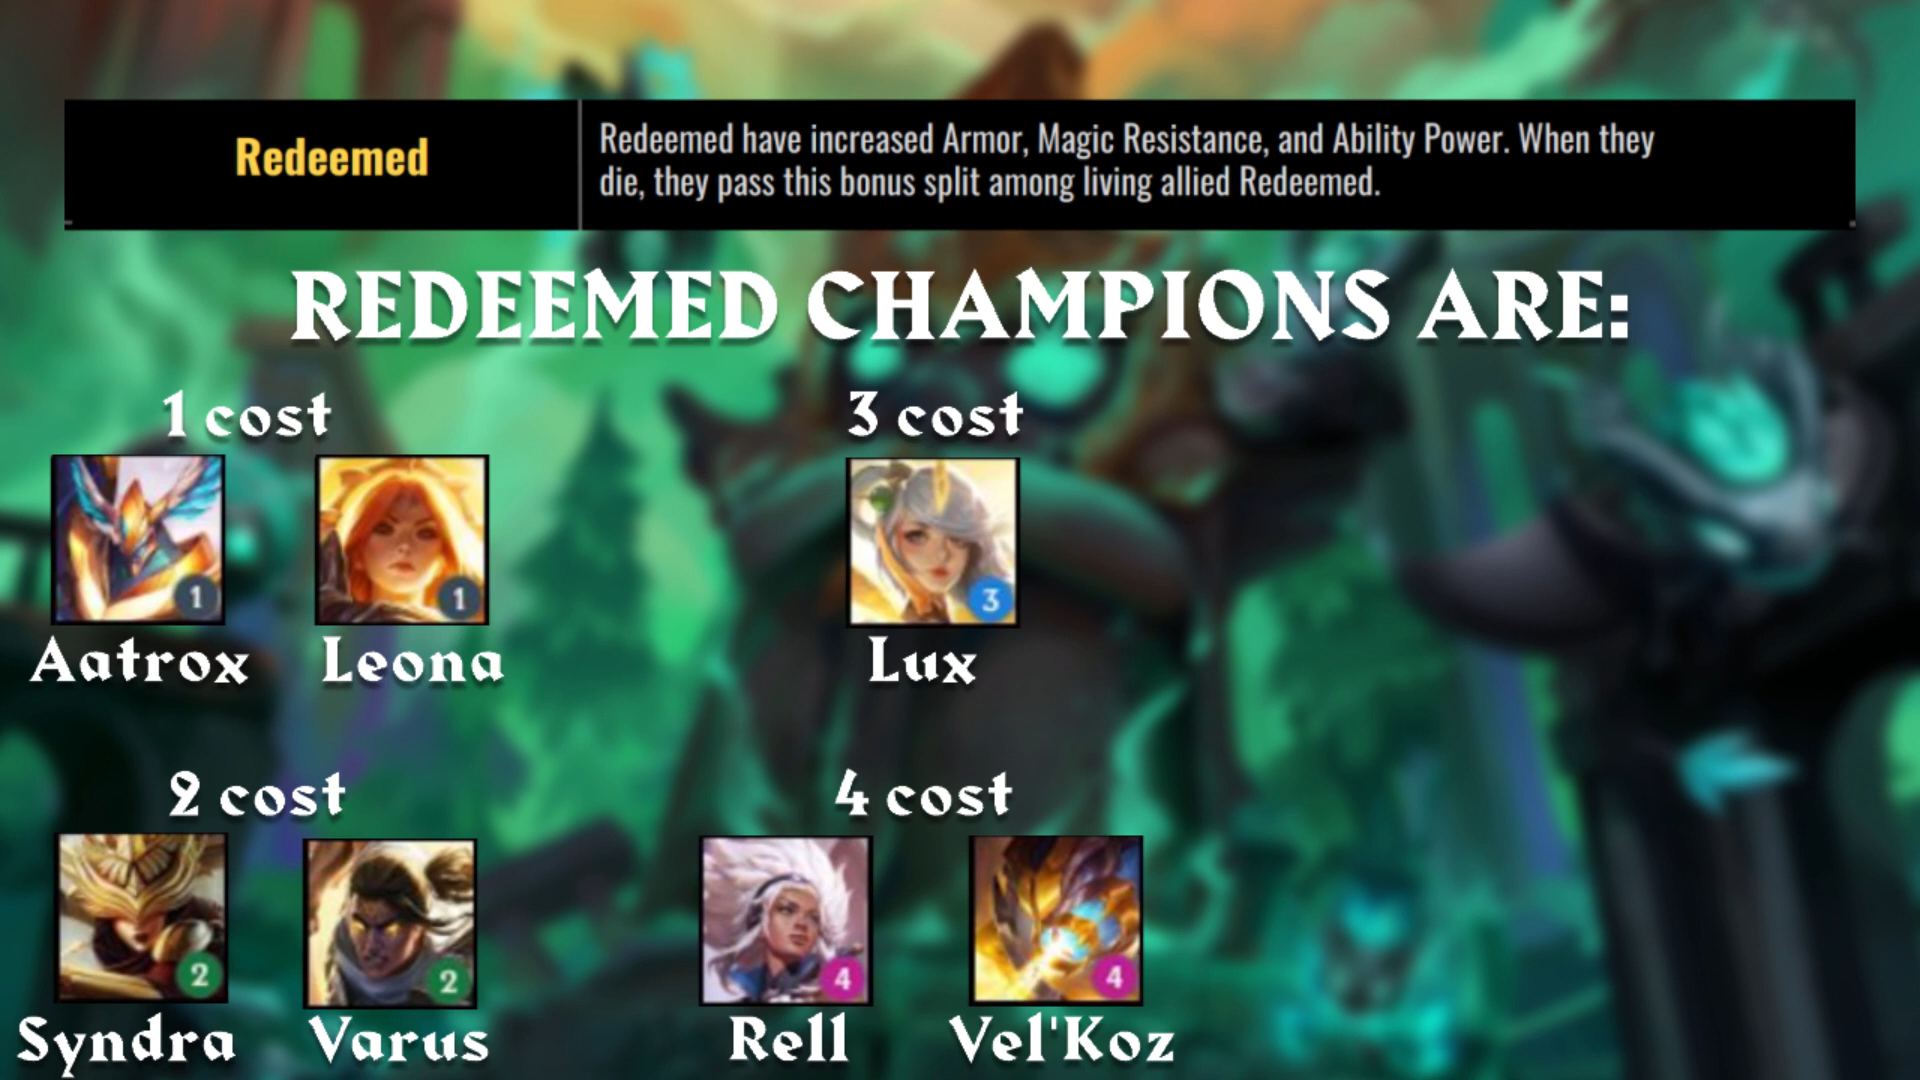 Redeemed
Redeemed have increased Armor, Magic Resistance, and Ability Power. When they
die, they pass this bonus split among living allied Redeemed.
REDEEMED CHAMPIONS ARE:
1 cost
1
Aatrox
1
Leona
3 cost
3
Lux
2 cost
2
Syndra
2
Varus
4 cost
4
Rell
4
Vel'Koz